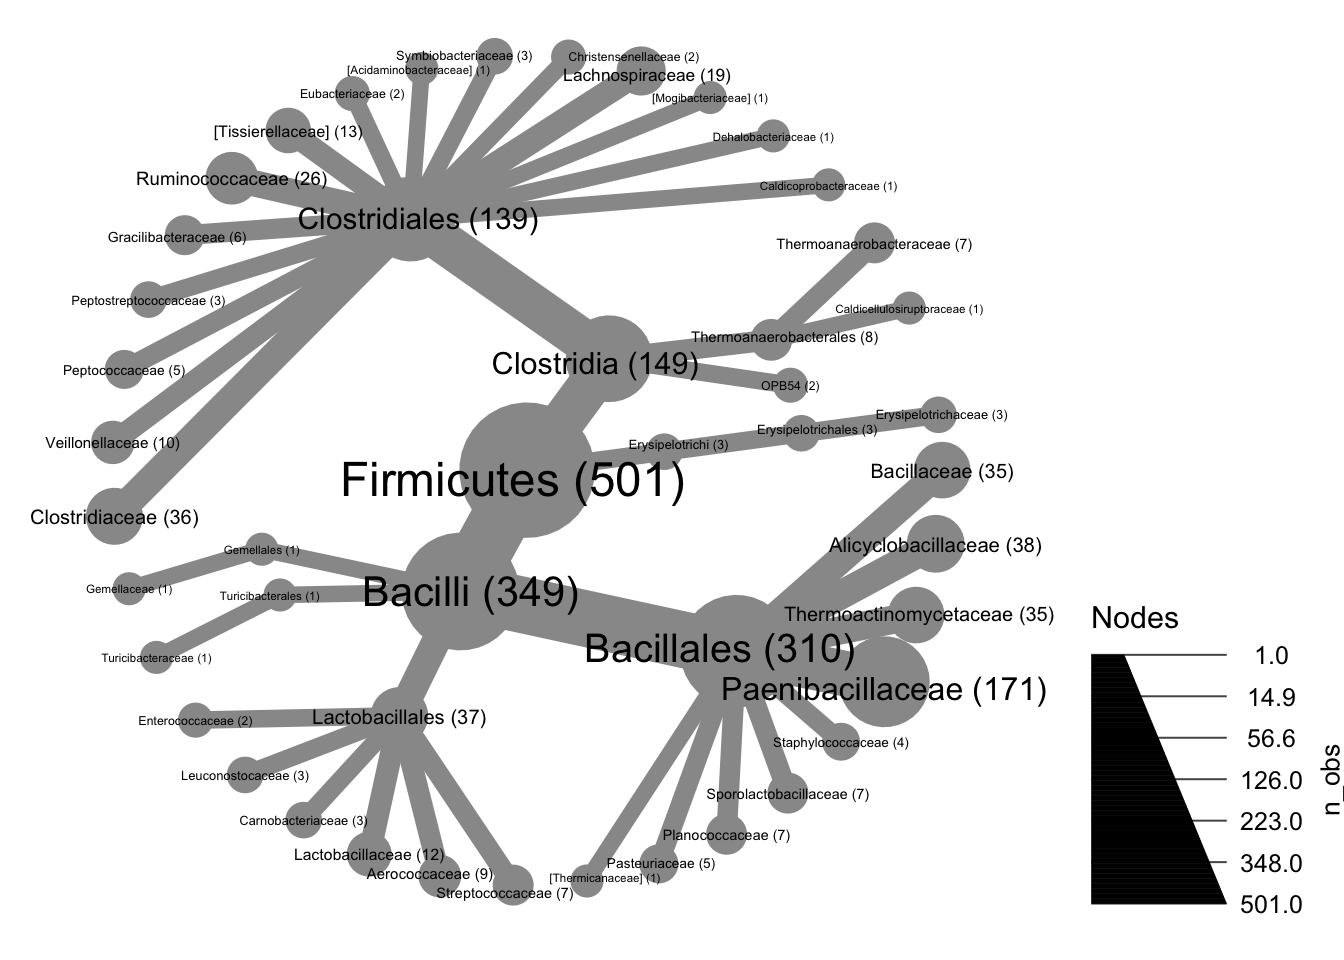 Symbiobacteriaceae (3)
Christensenellaceae (2)
[Acidaminobacteraceae] (1)
Lachnospiraceae (19)
Eubacteriaceae (2)
[Mogibacteriaceae] (1)
[Tissierellaceae] (13)
Dehalobacteriaceae (1)
Ruminococcaceae (26)
Caldicoprobacteraceae (1)
Clostridiales (139)
Gracilibacteraceae (6)
Thermoanaerobacteraceae (7)
Peptostreptococcaceae (3)
Caldicellulosiruptoraceae (1)
Thermoanaerobacterales (8)
Clostridia (149)
Peptococcaceae (5)
OPB54 (2)
Erysipelotrichaceae (3)
Erysipelotrichales (3)
Veillonellaceae (10)
Erysipelotrichi (3)
Bacillaceae (35)
Firmicutes (501)
Clostridiaceae (36)
Alicyclobacillaceae (38)
Gemellales (1)
Gemellaceae (1)
Bacilli (349)
Turicibacterales (1)
Thermoactinomycetaceae (35)
Bacillales (310)
Turicibacteraceae (1)
Paenibacillaceae (171)
Lactobacillales (37)
Enterococcaceae (2)
Staphylococcaceae (4)
Leuconostocaceae (3)
Sporolactobacillaceae (7)
Carnobacteriaceae (3)
Planococcaceae (7)
Lactobacillaceae (12)
Pasteuriaceae (5)
Aerococcaceae (9)
[Thermicanaceae] (1)
Streptococcaceae (7)
Nodes
1.0
14.9
56.6
126.0
223.0
348.0
501.0
n_obs